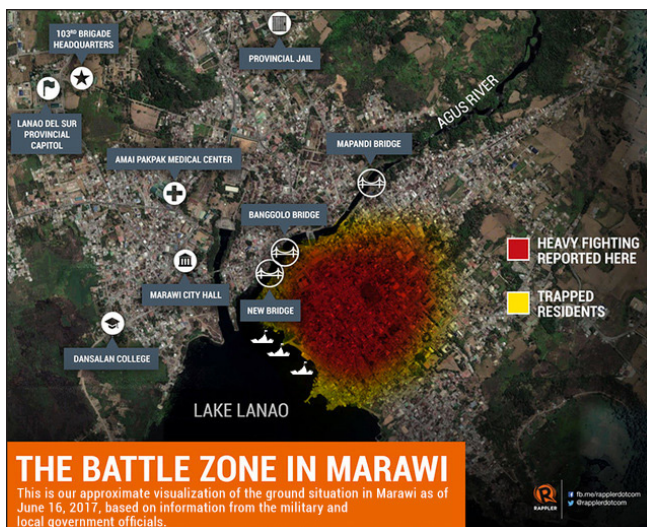 103RD BRIGADE
HEADQUARTERS
PROVINCIAL JAIL
LANAO DEL SUR
PROVINCIAL
CAPITOL
AGUS RIVER
MAPANDI BRIDGE
AMAI PAKPAK MEDICAL CENTER
BANGGOLO BRIDGE
HEAVY FIGHTING
REPORTED HERE
MARAWI CITY HALL
NEW BRIDGE
TRAPPED
RESIDENTS
DANSALAN COLLEGE
LAKE LANAO
THE BATTLE ZONE IN MARAWI
This is our approximate visualization of the ground situation in Marawi as of
June 16, 2017, based on information from the military and
local government officials.
RAPPLER
fb.me/rapplerdotcom
@rapplerdotcom